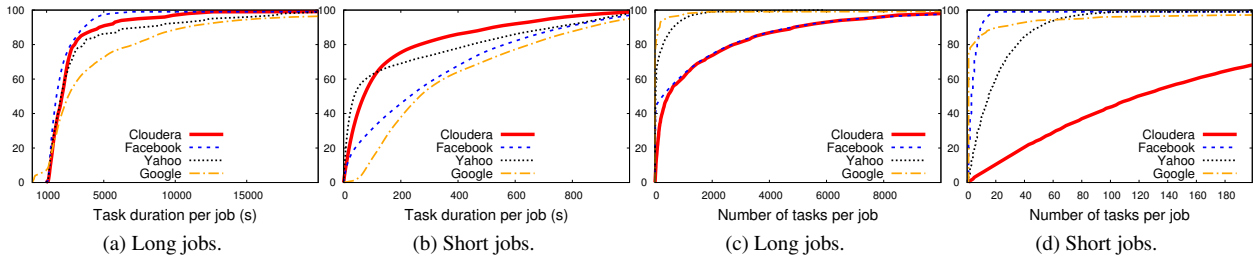 100
80
60
40
20
0
Cloudera
Facebook
Yahoo
Google
1000 5000 10000 15000
Task duration per job (s)
(a) Long jobs.
100
80
60
40
20
0
Cloudera
Facebook
Yahoo
Google
0 200 400 600 800
Task duration per job (s)
(b) Short jobs.
100
80
60
40
20
0
Cloudera
Facebook
Yahoo
Google
0 2000 4000 6000 8000
Number of tasks per job
(c) Long jobs.
100
80
60
40
20
0
Cloudera
Facebook
Yahoo
Google
0 20 40 60 80 100 120 140 160 180
Number of tasks per job
(d) Short jobs.